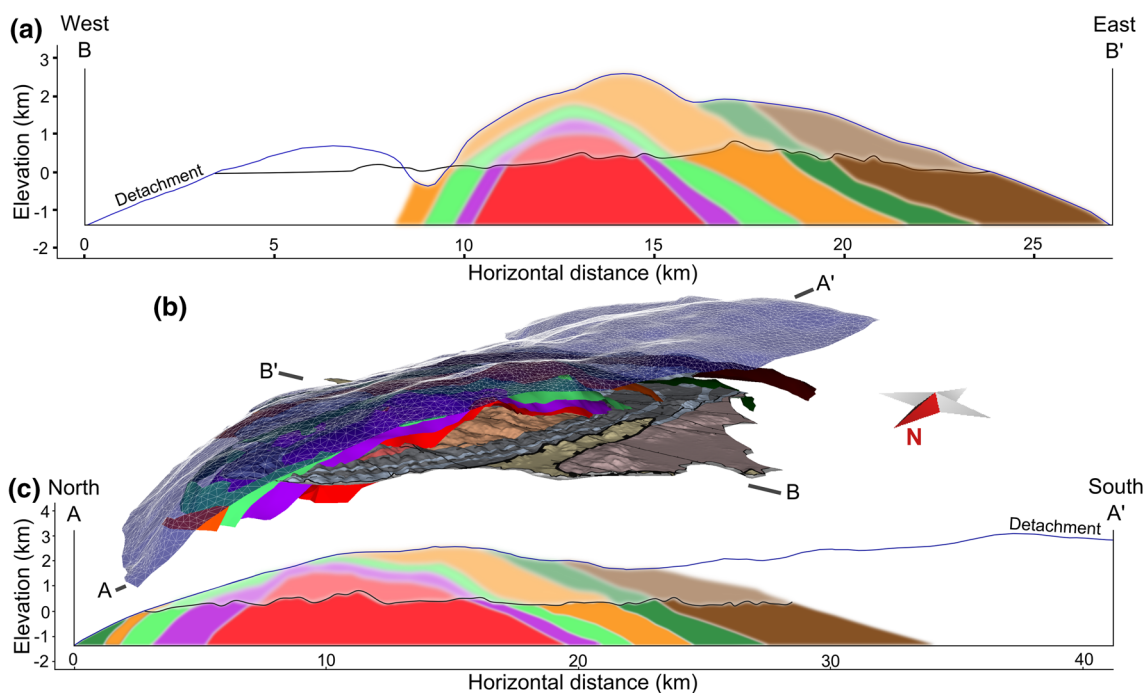 (a)
West
East
B
B'
Elevation (km)
3
2
1
0
-1
-2
Detachment
0
5
10
15
20
25
Horizontal distance (km)
(b)
A'
B'
N
B
A
(c)
North
South
A
A'
Elevation (km)
4
3
2
1
0
-1
-2
Detachment
0
10
20
30
40
Horizontal distance (km)